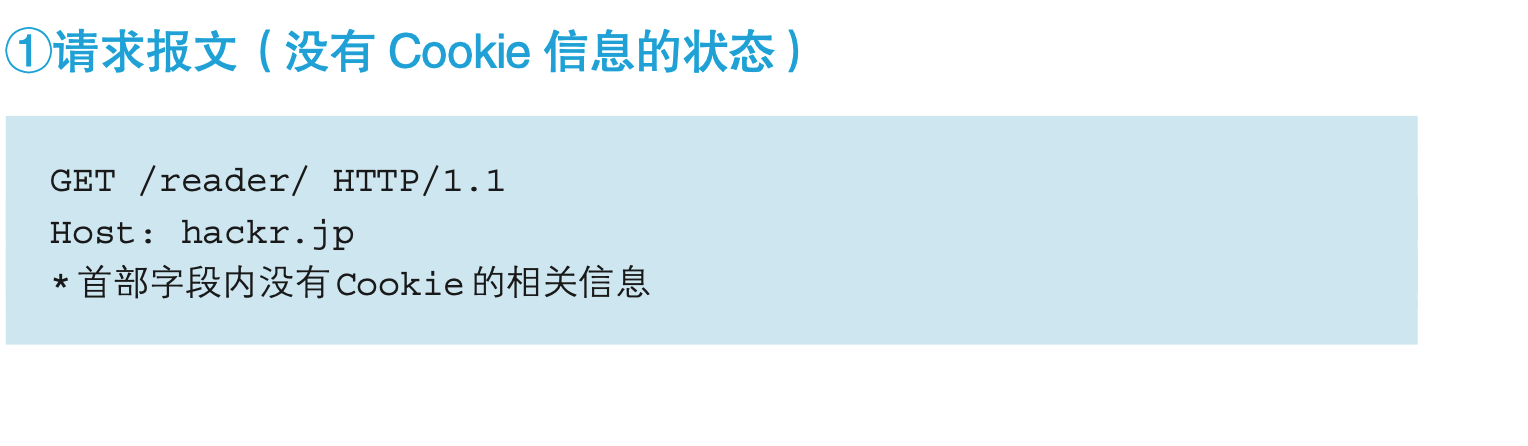 ①请求报文（没有 Cookie 信息的状态）
GET /reader/ HTTP/1.1
Host: hackr.jp
*首部字段内没有Cookie的相关信息